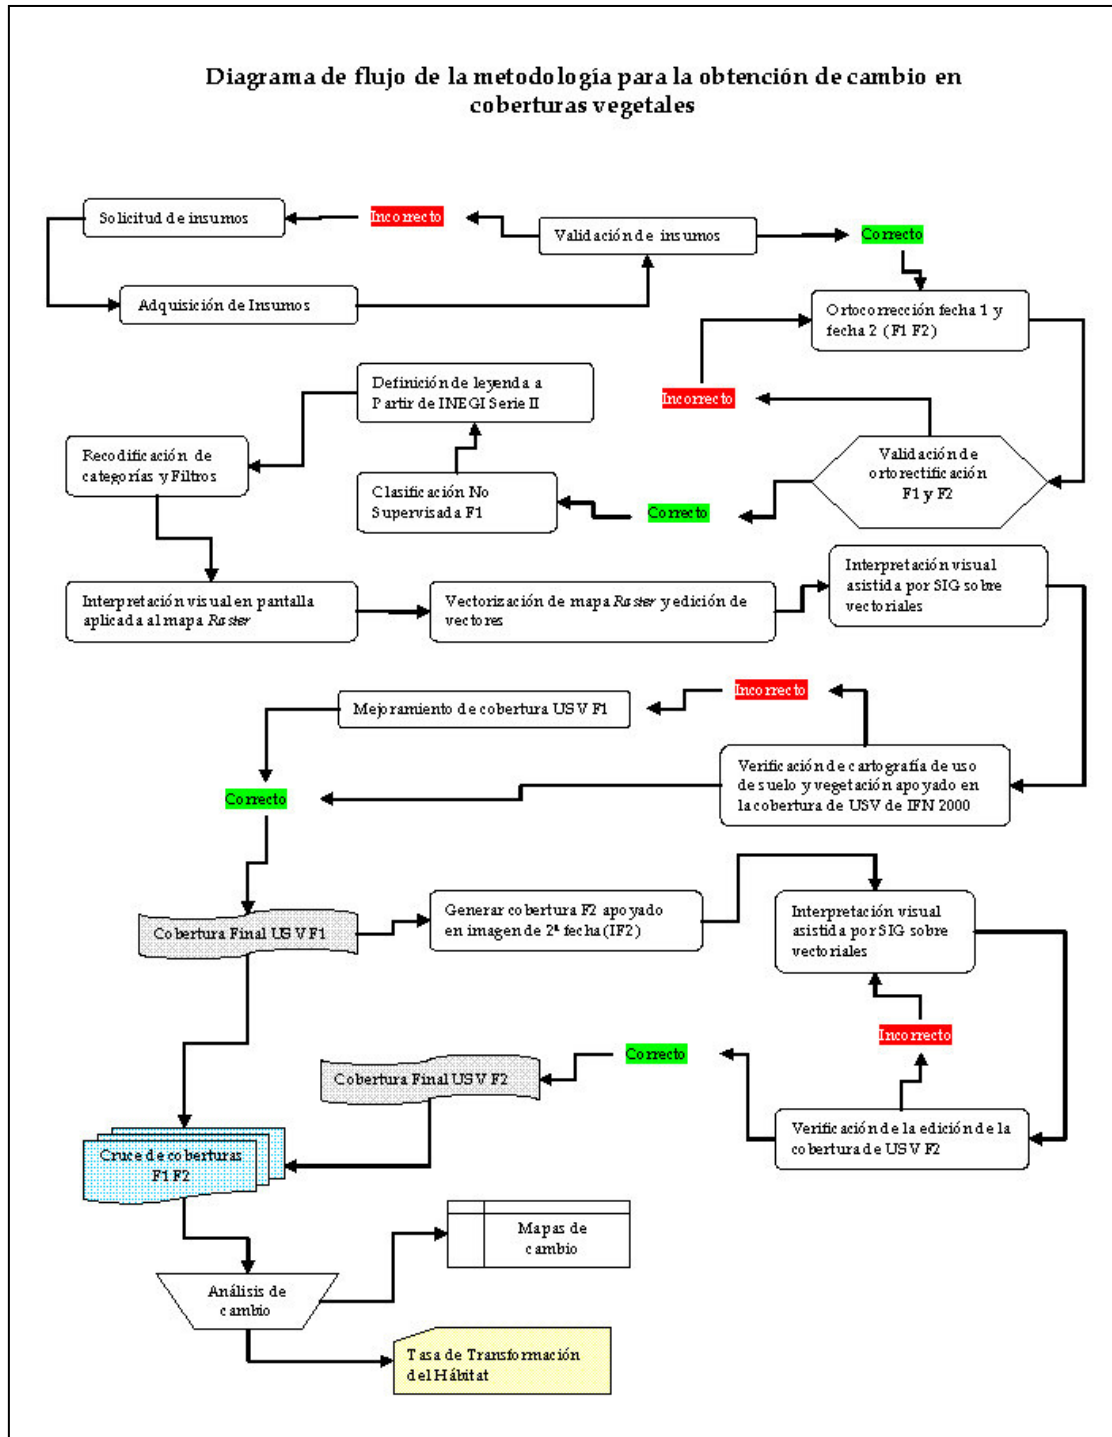 Diagrama de flujo de la metodología para la obtención de cambio en
coberturas vegetales
Solicitud de insumos
Incorrecto
Validación de insumos
Correcto
Adquisición de Insumos
Ortocorrección fecha 1 y
fecha 2 (F1 F2)
Definición de leyenda a
Partir de INEGI Serie II
Incorrecto
Recodificación de
categorías y Filtros
Validación de
ortorectificación
F1 y F2
Clasificación No
Supervisada F1
Correcto
Interpretación visual en pantalla
aplicada al mapa Raster
Vectorización de mapa Raster y edición de
vectores
Interpretación visual
asistida por SIG sobre
vectoriales
Incorrecto
Mejoramiento de cobertura USV F1
Verificación de cartografía de uso
de suelo y vegetación apoyado en
la cobertura de USV de IFN 2000
Correcto
Cobertura Final USV F1
Generar cobertura F2 apoyado
en imagen de 2ª fecha (IF2)
Interpretación visual
asistida por SIG sobre
vectoriales
Incorrecto
Correcto
Cobertura Final USV F2
Verificación de la edición de la
cobertura de USV F2
Cruce de coberturas
F1 F2
Mapas de
cambio
Análisis de
cambio
Tasa de Transformación
del Hábitat